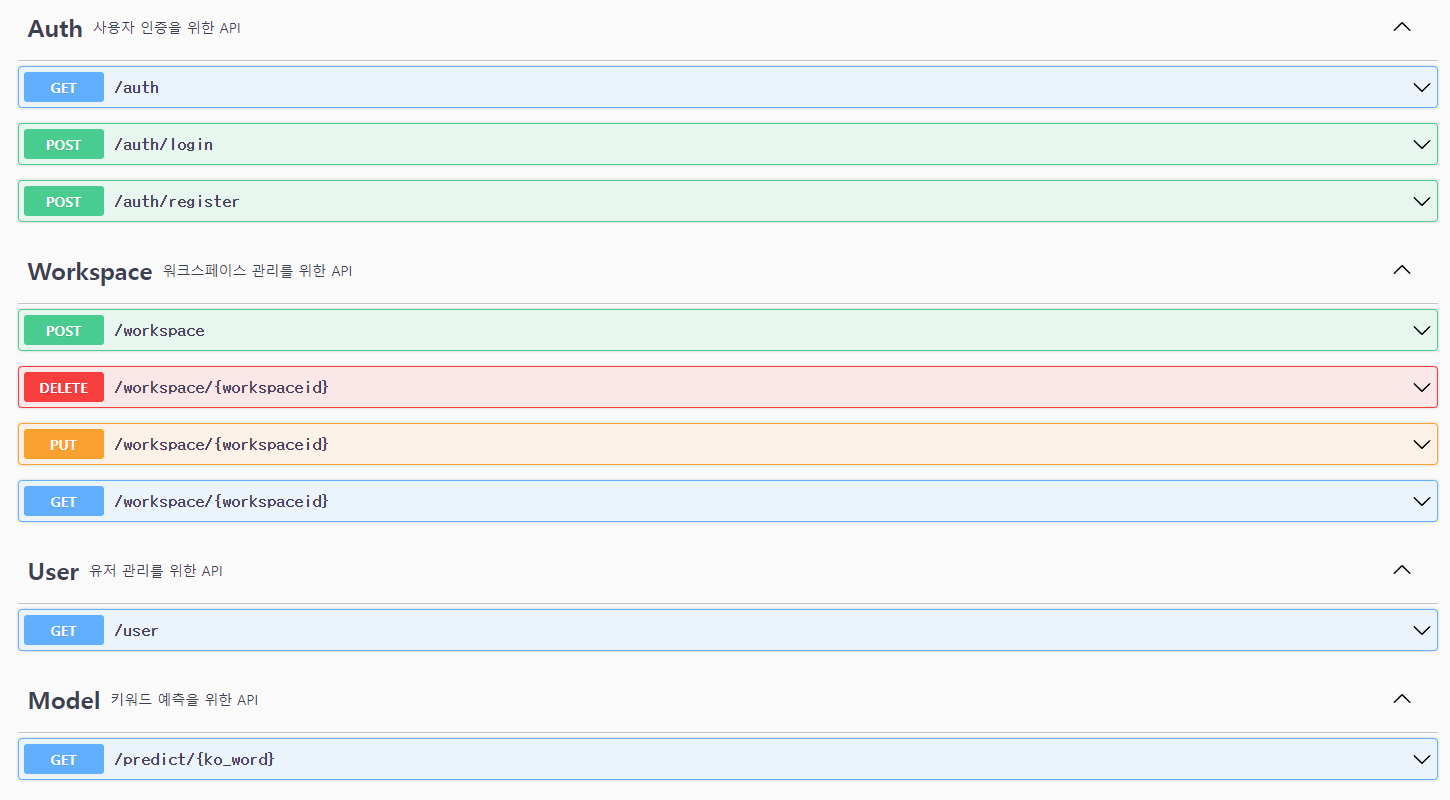 Auth 사용자 인증을 위한 API
GET /auth
POST /auth/login
POST /auth/register
Workspace 워크스페이스 관리를 위한 API
POST /workspace
DELETE /workspace/{workspaceid}
PUT /workspace/{workspaceid}
GET /workspace/{workspaceid}
User 유저 관리를 위한 API
GET /user
Model 키워드 예측을 위한 API
GET /predict/{ko_word}